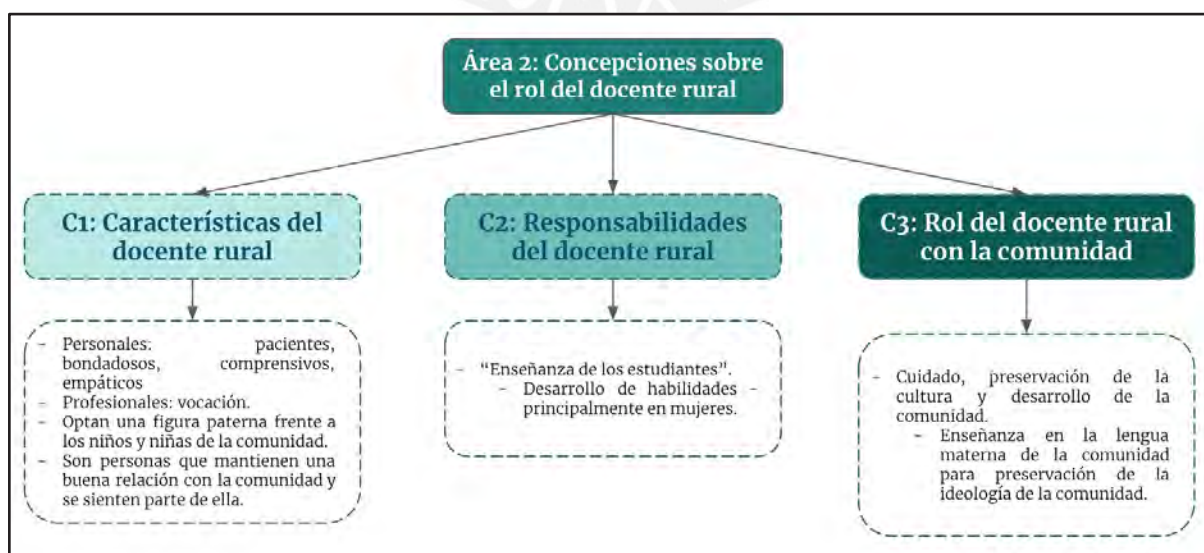 Área 2: Concepciones sobre
el rol del docente rural
C1: Características del
docente rural
C2: Responsabilidades
del docente rural
C3: Rol del docente rural
con la comunidad
- Personales: pacientes,
bondadosos, comprensivos,
empáticos
- Profesionales: vocación.
- Optan una figura paterna frente a
los niños y niñas de la comunidad.
- Son personas que mantienen una
buena relación con la comunidad y
se sienten parte de ella.
- “Enseñanza de los estudiantes”.
- Desarrollo de habilidades -
principalmente en mujeres.
- Cuidado, preservación de la
cultura y desarrollo de la
comunidad.
- Enseñanza en la lengua
materna de la comunidad
para preservación de la
ideología de la comunidad.